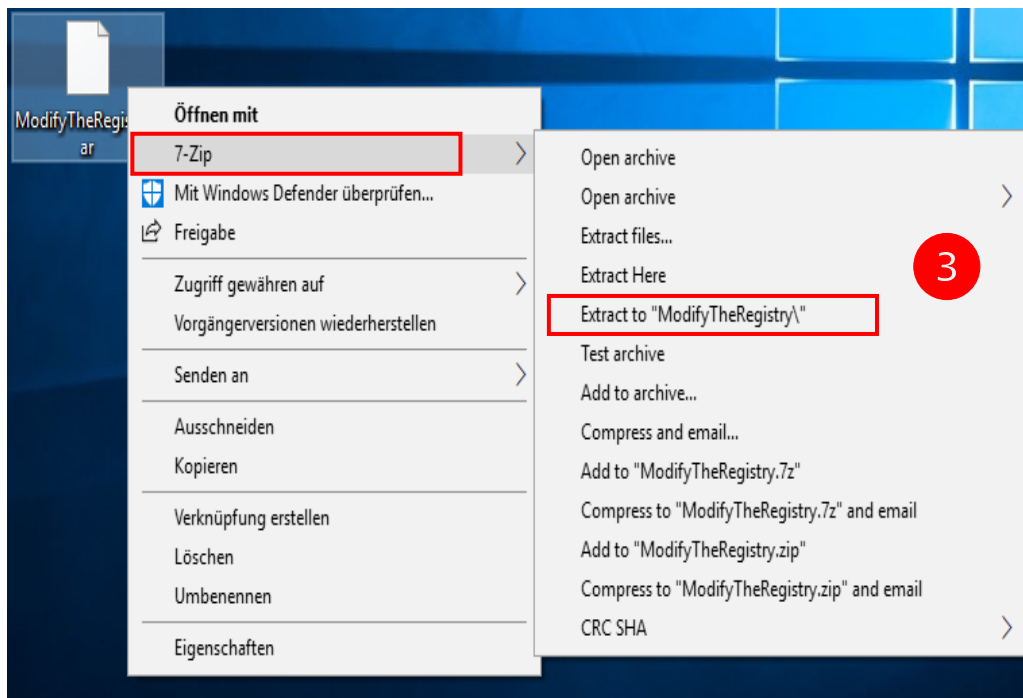 ModifyTheRegis
ar
Öffnen mit
7-Zip
Mit Windows Defender überprüfen...
Freigabe
Zugriff gewähren auf
Vorgängerversionen wiederherstellen
Senden an
Ausschneiden
Kopieren
Verknüpfung erstellen
Löschen
Umbenennen
Eigenschaften
Open archive
Open archive
Extract files...
Extract Here
Extract to "ModifyTheRegistry\"
Test archive
Add to archive...
Compress and email...
Add to "ModifyTheRegistry.7z"
Compress to "ModifyTheRegistry.7z" and email
Add to "ModifyTheRegistry.zip"
Compress to "ModifyTheRegistry.zip" and email
CRC SHA
3